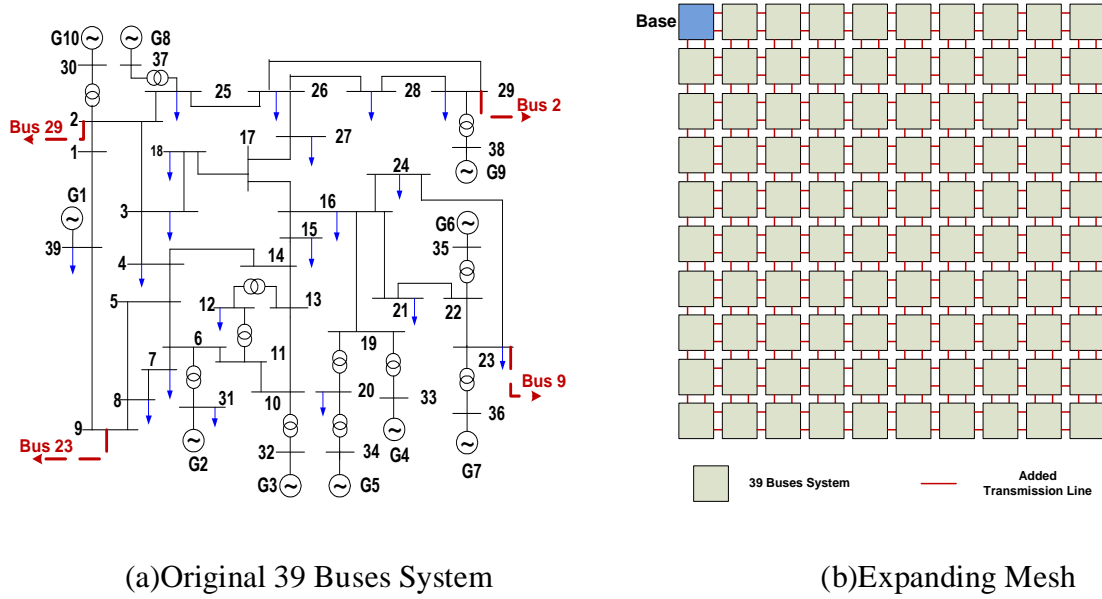 G10
G8
30
37
25
26
28
29
Bus 2
2
Bus 29
1
17
27
38
G9
18
24
G1
3
16
G6
39
15
35
4
14
12
13
5
21
22
6
11
19
7
23
Bus 9
8
31
10
20
33
36
9
Bus 23
G2
32
34
G4
G7
G3
G5
(a)Original 39 Buses System
Base
39 Buses System
Added
Transmission Line
(b)Expanding Mesh